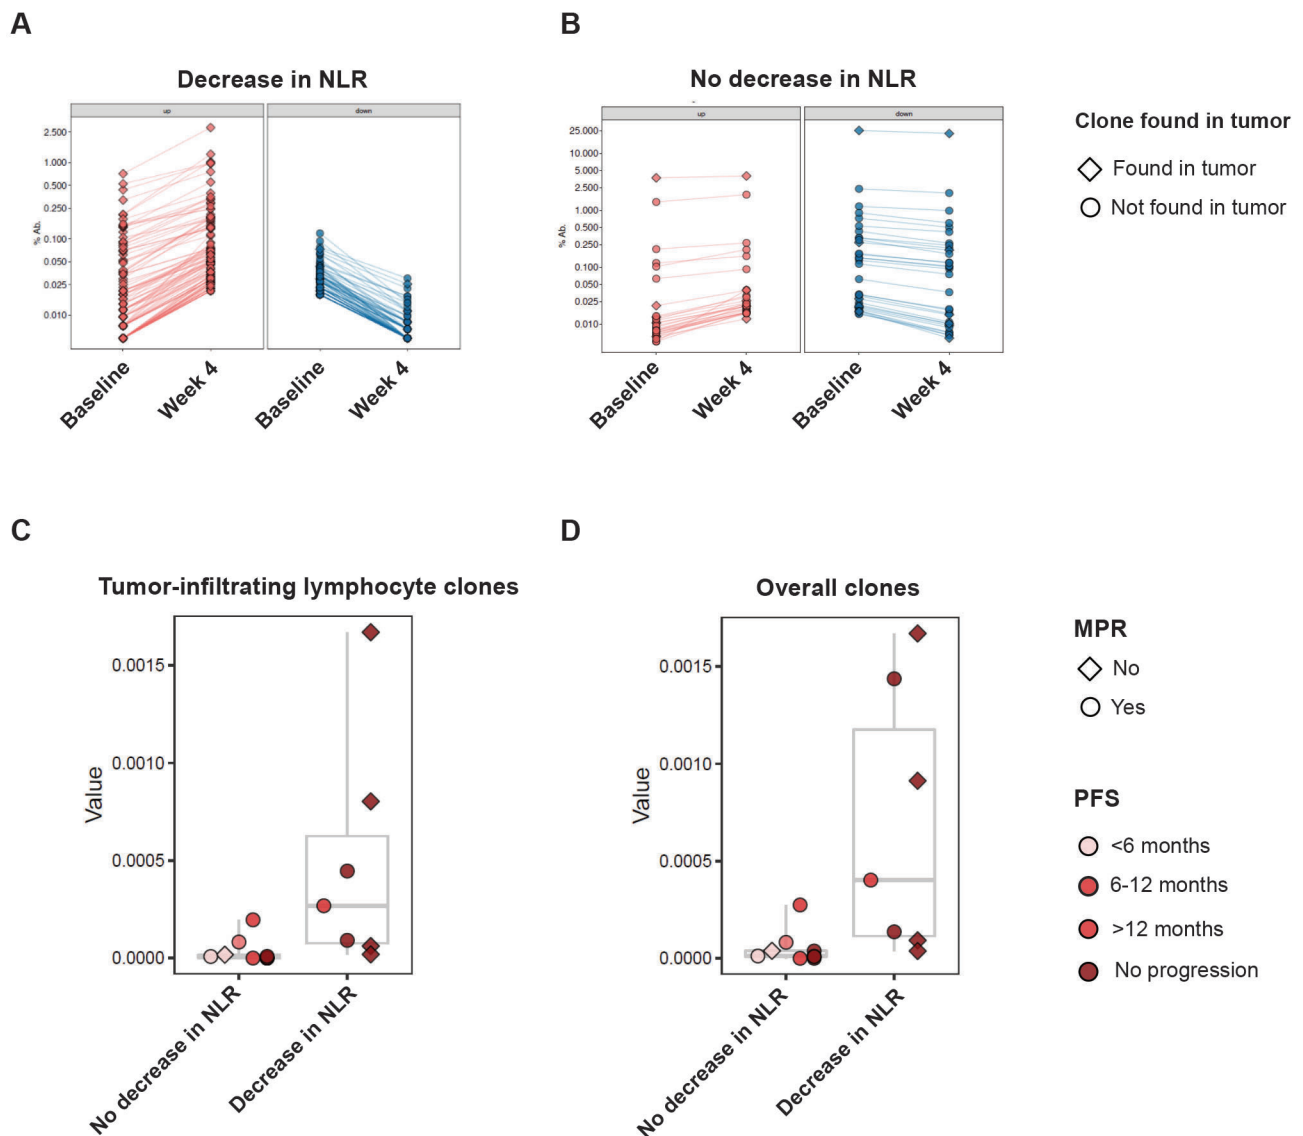 A
B
Decrease in NLR
No decrease in NLR
up
down
up
down
% Ab.
2.500
1.000
0.500
0.250
0.100
0.050
0.025
0.010
% Ab.
25.000
10.000
5.000
2.500
1.000
0.500
0.250
0.100
0.050
0.025
0.010
Baseline
Week 4
Baseline
Week 4
Baseline
Week 4
Baseline
Week 4
Clone found in tumor
Found in tumor
Not found in tumor
C
D
Tumor-infiltrating lymphocyte clones
Overall clones
Value
0.0015
0.0010
0.0005
0.0000
Value
0.0015
0.0010
0.0005
0.0000
No decrease in NLR
Decrease in NLR
No decrease in NLR
Decrease in NLR
MPR
No
Yes
PFS
<6 months
6-12 months
>12 months
No progression